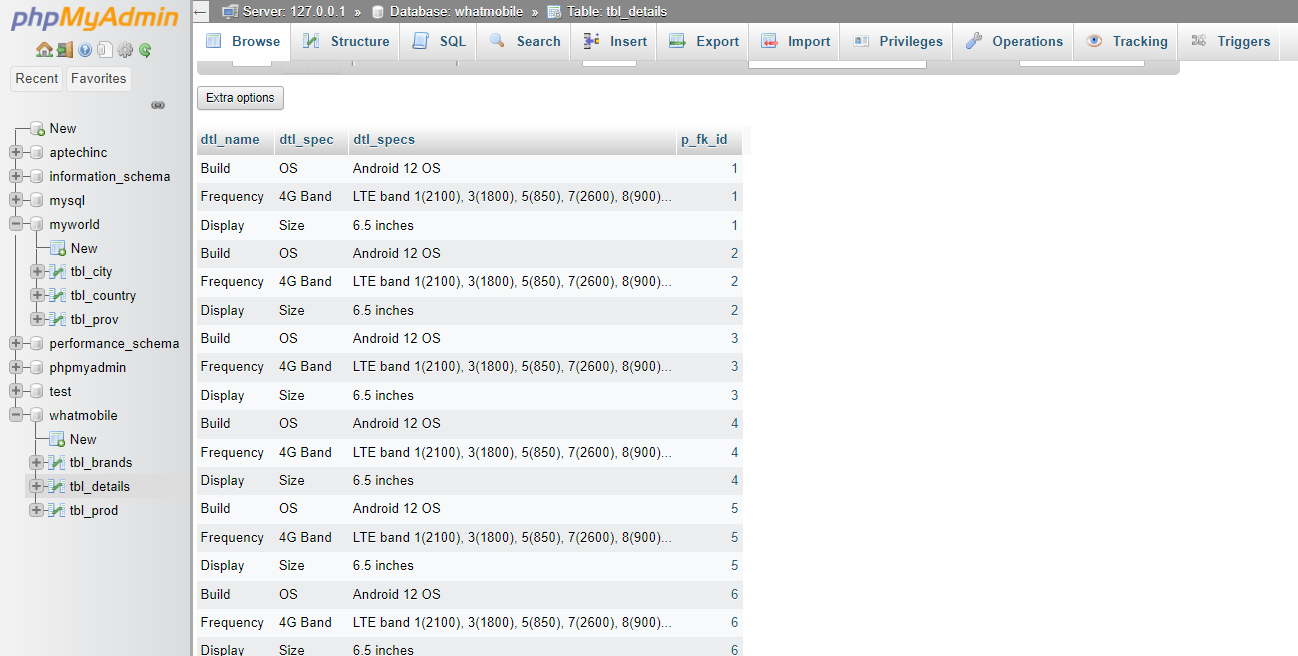 phpMyAdmin
Recent Favorites
New
aptechinc
information_schema
mysql
myworld
New
tbl_city
tbl_country
tbl_prov
performance_schema
phpmyadmin
test
whatmobile
New
tbl_brands
tbl_details
tbl_prod
← Server: 127.0.0.1 » Database: whatmobile » Table: tbl_details
Browse Structure SQL Search Insert Export Import Privileges Operations Tracking Triggers
Extra options
dtl_name dtl_spec dtl_specs p_fk_id
Build OS Android 12 OS 1
Frequency 4G Band LTE band 1(2100), 3(1800), 5(850), 7(2600), 8(900)... 1
Display Size 6.5 inches 1
Build OS Android 12 OS 2
Frequency 4G Band LTE band 1(2100), 3(1800), 5(850), 7(2600), 8(900)... 2
Display Size 6.5 inches 2
Build OS Android 12 OS 3
Frequency 4G Band LTE band 1(2100), 3(1800), 5(850), 7(2600), 8(900)... 3
Display Size 6.5 inches 3
Build OS Android 12 OS 4
Frequency 4G Band LTE band 1(2100), 3(1800), 5(850), 7(2600), 8(900)... 4
Display Size 6.5 inches 4
Build OS Android 12 OS 5
Frequency 4G Band LTE band 1(2100), 3(1800), 5(850), 7(2600), 8(900)... 5
Display Size 6.5 inches 5
Build OS Android 12 OS 6
Frequency 4G Band LTE band 1(2100), 3(1800), 5(850), 7(2600), 8(900)... 6
Display Size 6.5 inches 6